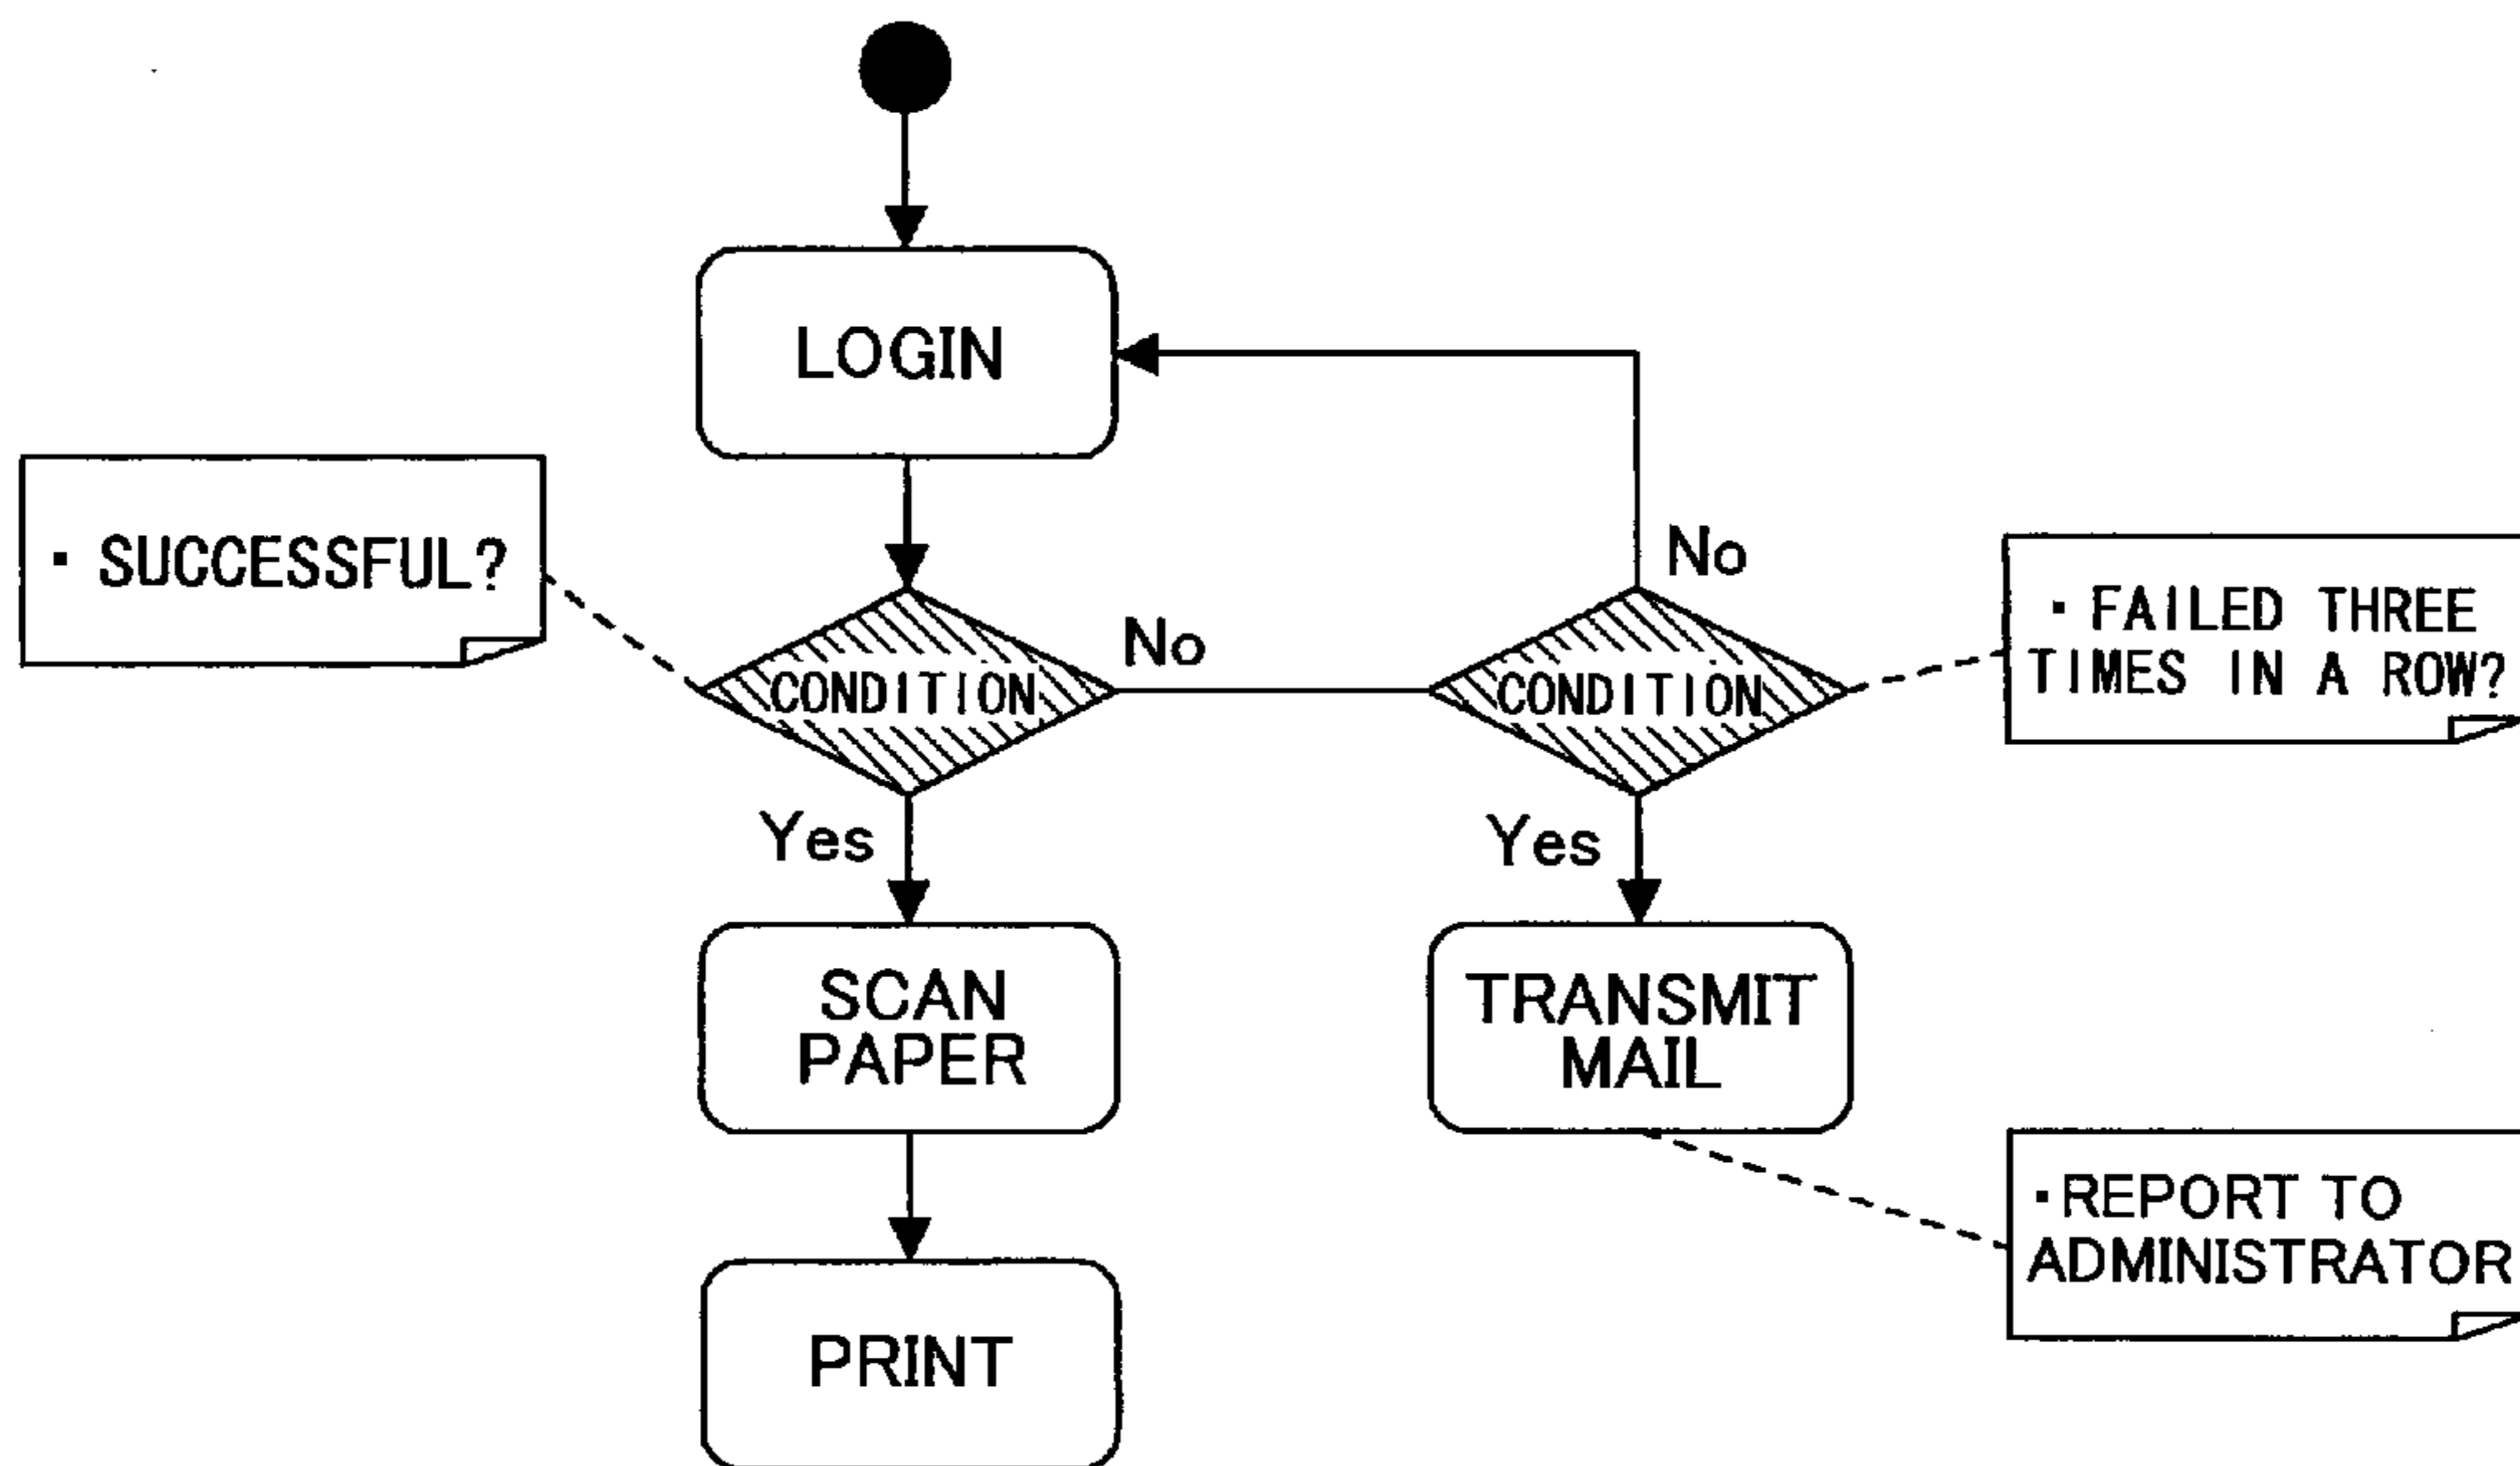 LOGIN
▪ SUCCESSFUL?
No
▪ FAILED THREE
TIMES IN A ROW?
No
CONDITION
CONDITION
Yes
Yes
SCAN
PAPER
TRANSMIT
MAIL
▪REPORT TO
ADMINISTRATOR
PRINT